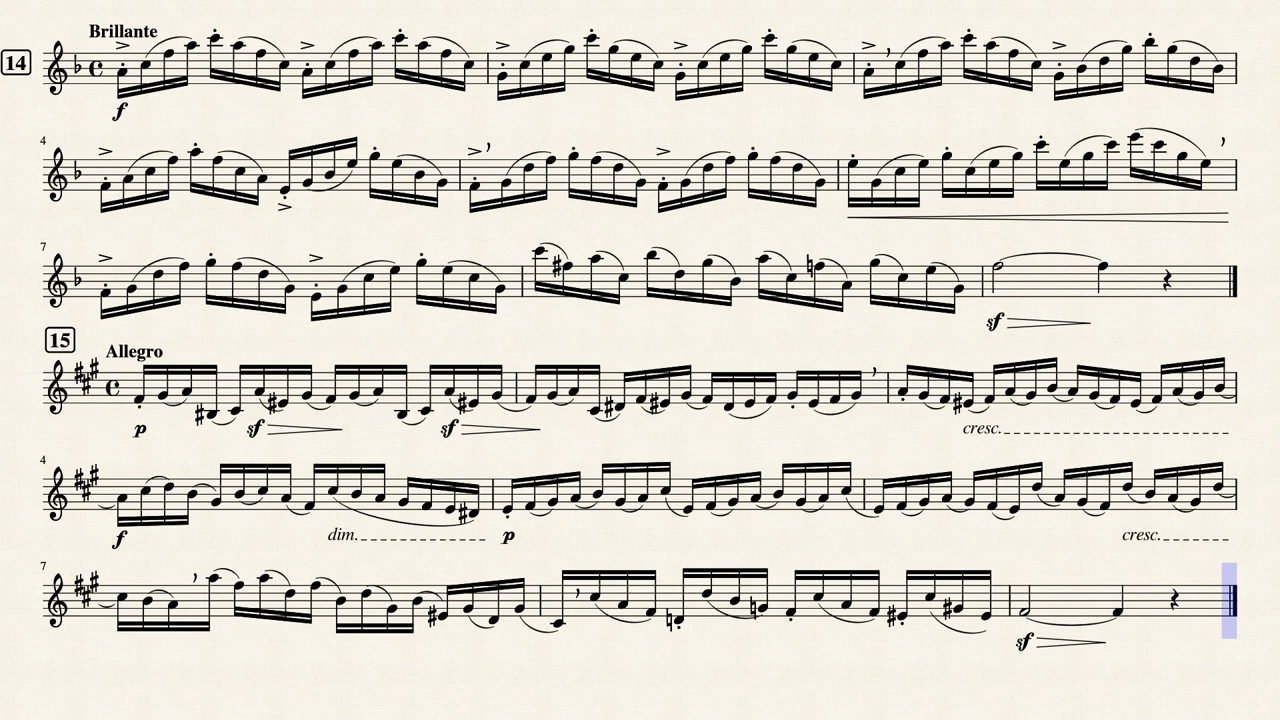 Brillante
14
f
4
7
sf
15
Allegro
p sf sf cresc.
4
f dim. p cresc.
7
sf